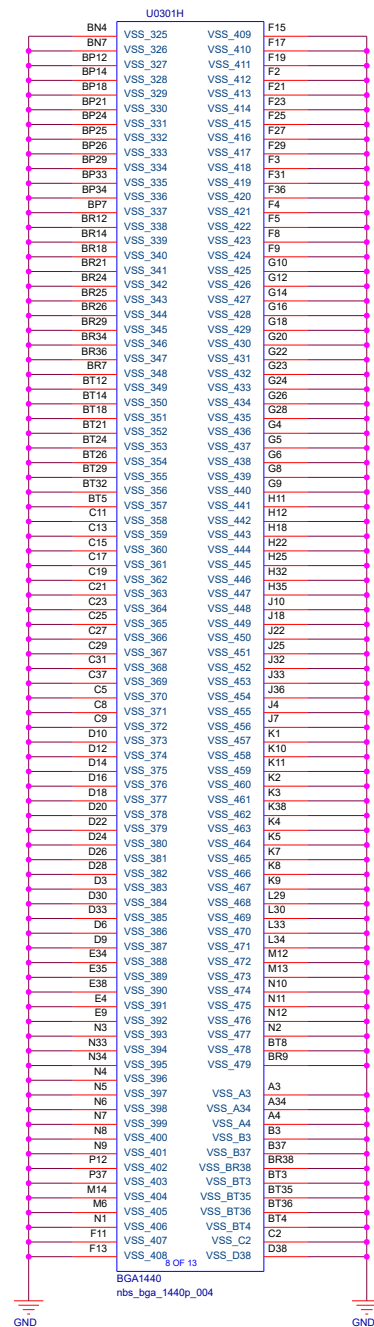 U0301H
BN4 VSS_325 VSS_409 F15
BN7 VSS_326 VSS_410 F17
BP12 VSS_327 VSS_411 F19
BP14 VSS_328 VSS_412 F2
BP18 VSS_329 VSS_413 F21
BP21 VSS_330 VSS_414 F23
BP24 VSS_331 VSS_415 F25
BP25 VSS_332 VSS_416 F27
BP26 VSS_333 VSS_417 F29
BP29 VSS_334 VSS_418 F3
BP33 VSS_335 VSS_419 F31
BP34 VSS_336 VSS_420 F36
BP7 VSS_337 VSS_421 F4
BR12 VSS_338 VSS_422 F5
BR14 VSS_339 VSS_423 F8
BR18 VSS_340 VSS_424 F9
BR21 VSS_341 VSS_425 G10
BR24 VSS_342 VSS_426 G12
BR25 VSS_343 VSS_427 G14
BR26 VSS_344 VSS_428 G16
BR29 VSS_345 VSS_429 G18
BR34 VSS_346 VSS_430 G20
BR36 VSS_347 VSS_431 G22
BR7 VSS_348 VSS_432 G23
BT12 VSS_349 VSS_433 G24
BT14 VSS_350 VSS_434 G26
BT18 VSS_351 VSS_435 G28
BT21 VSS_352 VSS_436 G4
BT24 VSS_353 VSS_437 G5
BT26 VSS_354 VSS_438 G6
BT29 VSS_355 VSS_439 G8
BT32 VSS_356 VSS_440 G9
BT5 VSS_357 VSS_441 H11
C11 VSS_358 VSS_442 H12
C13 VSS_359 VSS_443 H18
C15 VSS_360 VSS_444 H22
C17 VSS_361 VSS_445 H25
C19 VSS_362 VSS_446 H32
C21 VSS_363 VSS_447 H35
C23 VSS_364 VSS_448 J10
C25 VSS_365 VSS_449 J18
C27 VSS_366 VSS_450 J22
C29 VSS_367 VSS_451 J25
C31 VSS_368 VSS_452 J32
C37 VSS_369 VSS_453 J33
C5 VSS_370 VSS_454 J36
C8 VSS_371 VSS_455 J4
C9 VSS_372 VSS_456 J7
D10 VSS_373 VSS_457 K1
D12 VSS_374 VSS_458 K10
D14 VSS_375 VSS_459 K11
D16 VSS_376 VSS_460 K2
D18 VSS_377 VSS_461 K3
D20 VSS_378 VSS_462 K38
D22 VSS_379 VSS_463 K4
D24 VSS_380 VSS_464 K5
D26 VSS_381 VSS_465 K7
D28 VSS_382 VSS_466 K8
D3 VSS_383 VSS_467 K9
D30 VSS_384 VSS_468 L29
D33 VSS_385 VSS_469 L30
D6 VSS_386 VSS_470 L33
D9 VSS_387 VSS_471 L34
E34 VSS_388 VSS_472 M12
E35 VSS_389 VSS_473 M13
E38 VSS_390 VSS_474 N10
E4 VSS_391 VSS_475 N11
E9 VSS_392 VSS_476 N12
N3 VSS_393 VSS_477 N2
N33 VSS_394 VSS_478 BT8
N34 VSS_395 VSS_479 BR9
N4 VSS_396
N5 VSS_397 VSS_A3 A3
N6 VSS_398 VSS_A34 A34
N7 VSS_399 VSS_A4 A4
N8 VSS_400 VSS_B3 B3
N9 VSS_401 VSS_B37 B37
P12 VSS_402 VSS_BR38 BR38
P37 VSS_403 VSS_BT3 BT3
M14 VSS_404 VSS_BT35 BT35
M6 VSS_405 VSS_BT36 BT36
N1 VSS_406 VSS_BT4 BT4
F11 VSS_407 VSS_C2 C2
F13 VSS_408 VSS_D38 D38
8 OF 13
BGA1440
nbs_bga_1440p_004
GND GND